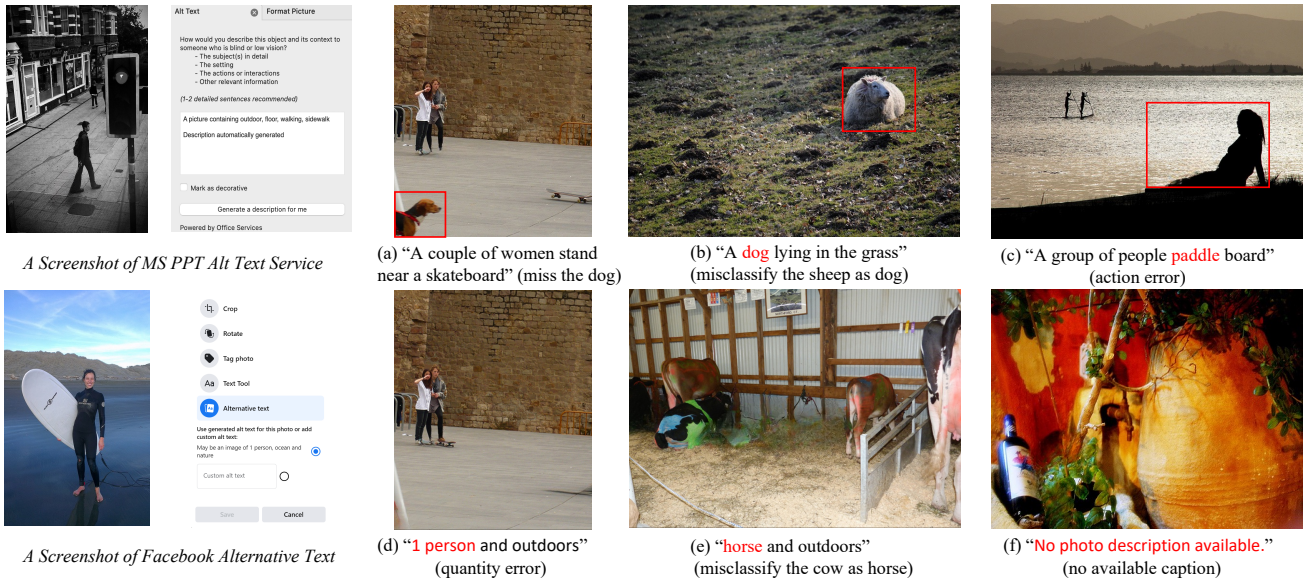 Alt Text
Format Picture
How would you describe this object and its context to
someone who is blind or low vision?
- The subject(s) in detail
- The setting
- The actions or interactions
- Other relevant information
(1-2 detailed sentences recommended)
A picture containing outdoor, floor, walking, sidewalk
Description automatically generated
Mark as decorative
Generate a description for me
Powered by Office Services
A Screenshot of MS PPT Alt Text Service
(a) “A couple of women stand
near a skateboard” (miss the dog)
(b) “A dog lying in the grass”
(misclassify the sheep as dog)
(c) “A group of people paddle board”
(action error)
Crop
Rotate
Tag photo
Aa Text Tool
Alternative text
Use generated alt text for this photo or add
custom alt text:
May be an image of 1 person, ocean and
nature
Custom alt text
Save
Cancel
A Screenshot of Facebook Alternative Text
(d) “1 person and outdoors”
(quantity error)
(e) “horse and outdoors”
(misclassify the cow as horse)
(f) “No photo description available.”
(no available caption)